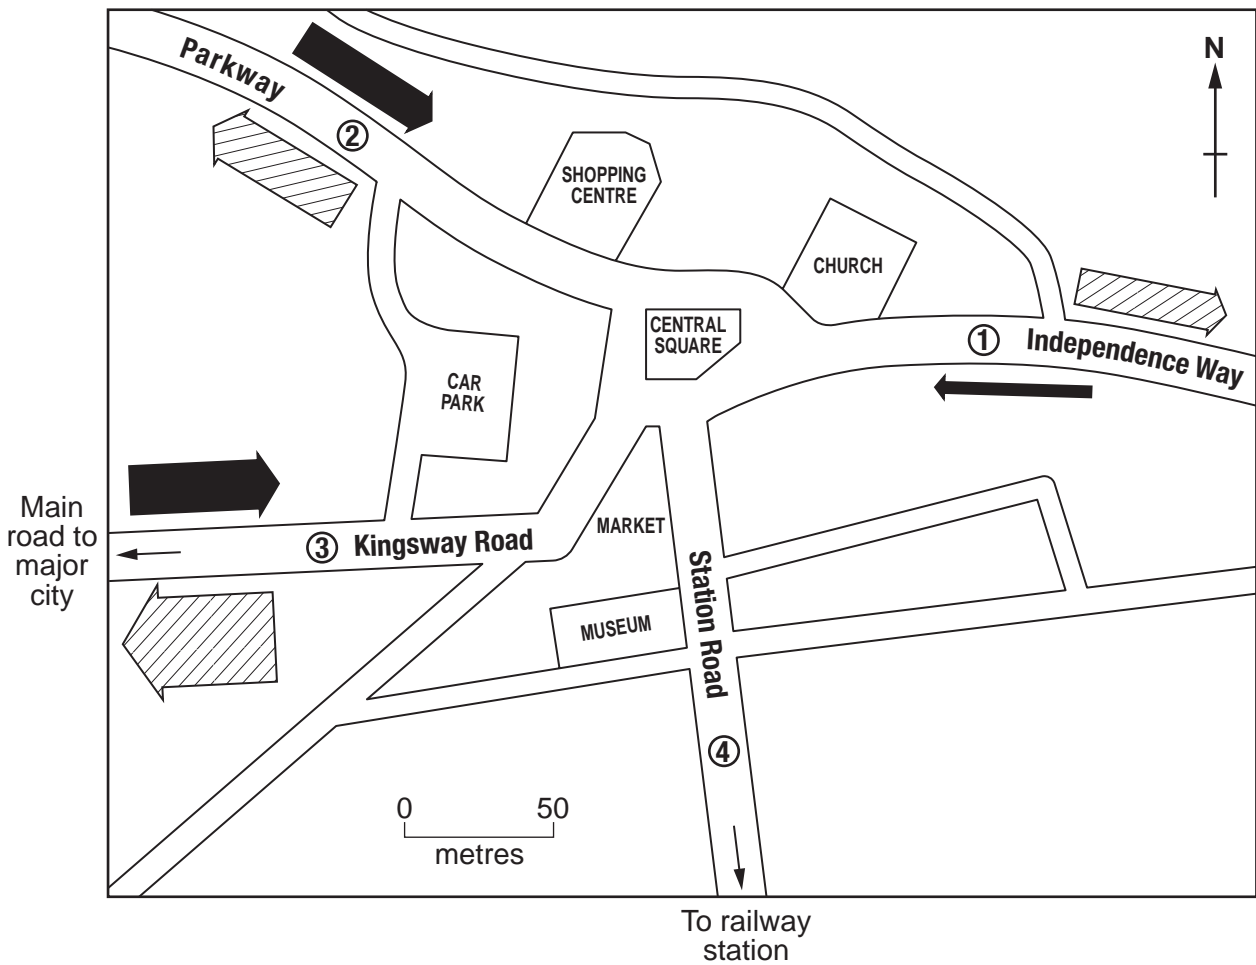 Parkway
N
2
SHOPPING
CENTRE
CHURCH
CENTRAL
SQUARE
1 Independence Way
CAR
PARK
Main
road to
major
city
3 Kingsway Road
MARKET
Station Road
MUSEUM
4
0 50
metres
To railway
station